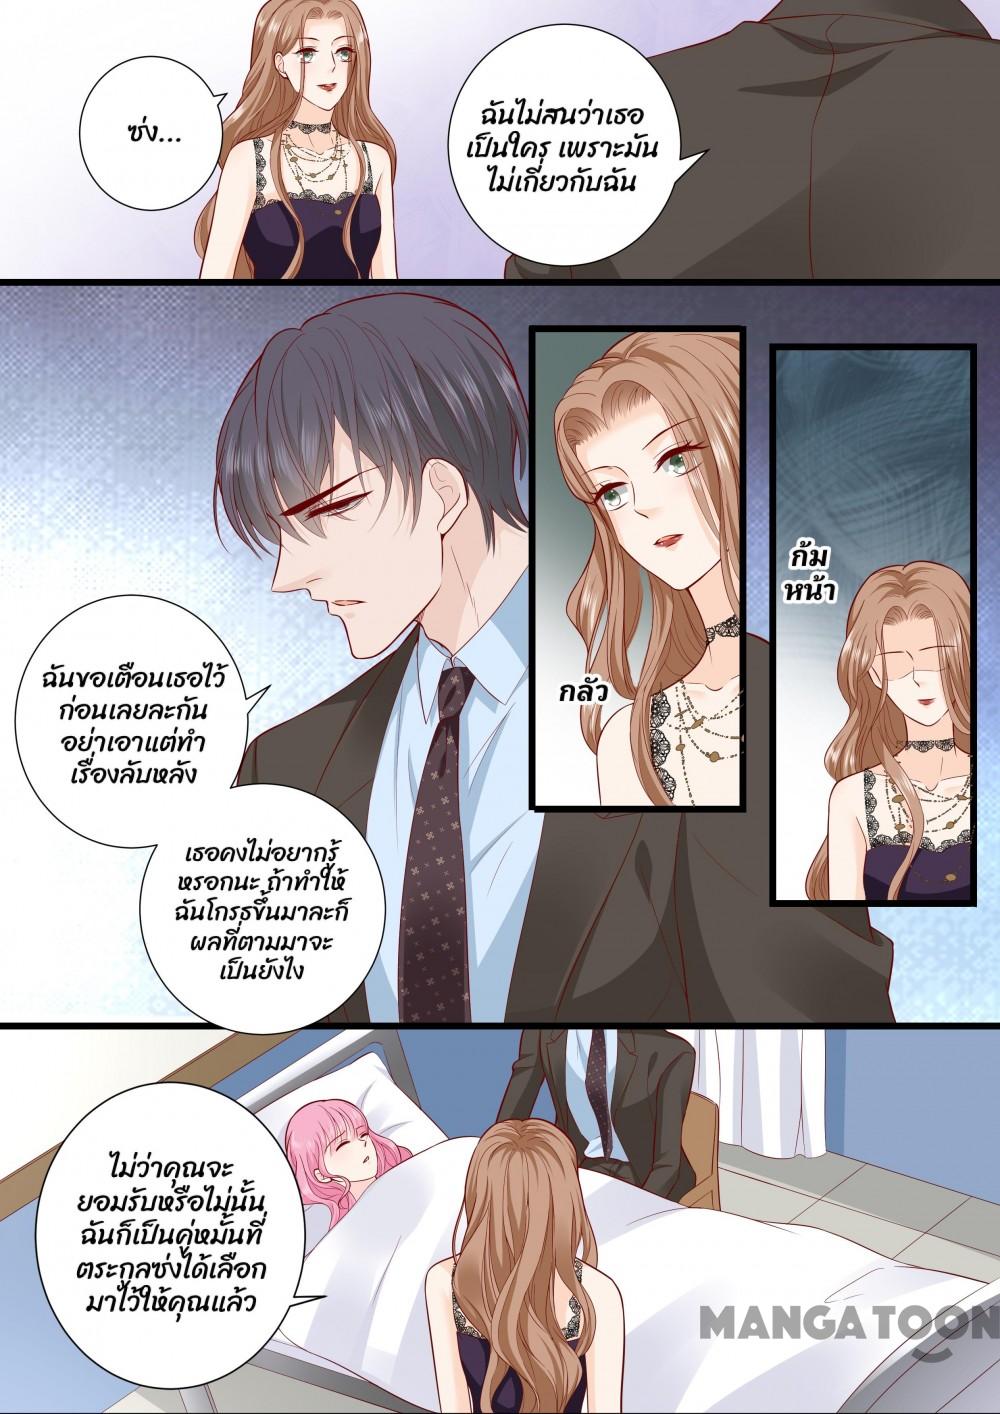 ซ่ง...
ฉันไม่สนว่าเธอ
เป็นใคร เพราะมัน
ไม่เกี่ยวกับฉัน
กลัว
ก้ม
หน้า
ฉันขอเตือนเธอไว้
ก่อนเลยละกัน
อย่าเอาแต่ทำ
เรื่องลับหลัง
เธอคงไม่อยากรู้
หรอกนะ ถ้าทำให้
ฉันโกรธขึ้นมาละก็
ผลที่ตามมาจะ
เป็นยังไง
ไม่ว่าคุณจะ
ยอมรับหรือไม่นั้น
ฉันก็เป็นคู่หมั้นที่
ตระกูลซ่งได้เลือก
มาไว้ให้คุณแล้ว
MANGATOON